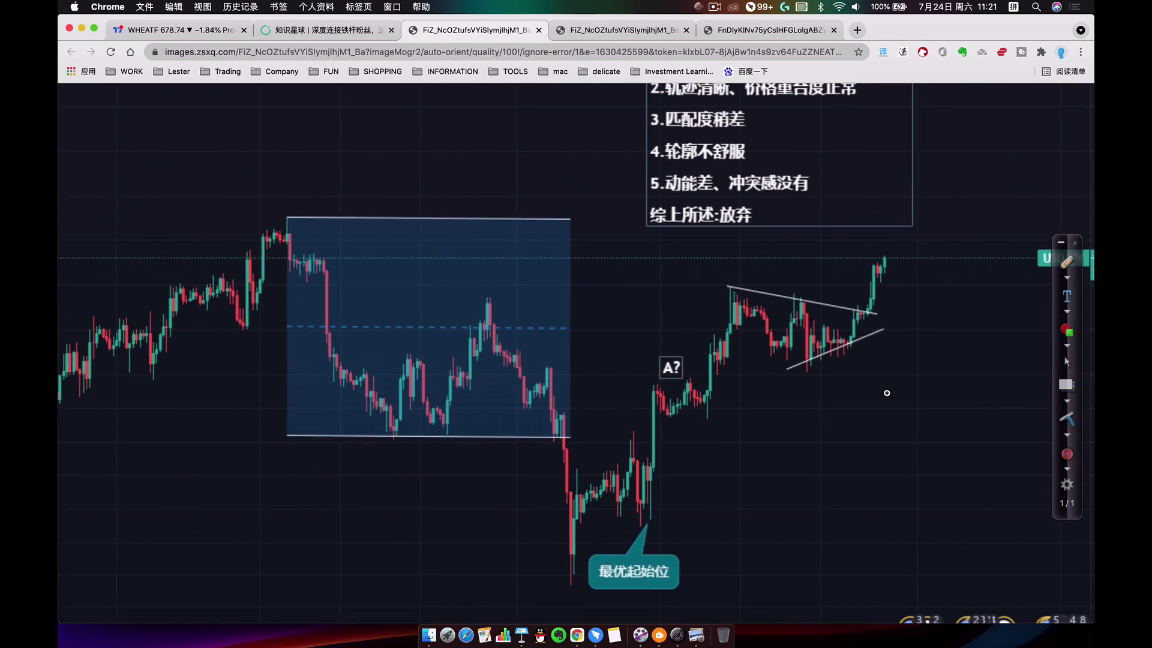 Chrome 文件 编辑 视图 历史记录 书签 个人资料 标签页 窗口 帮助 99+ 100% 7月24日 周六 11:21
WHEATF 678.74 ▼ −1.84% Prei
知识星球 | 深度连接铁杆粉丝,
FiZ_NcOZtufsVYiSlymjlhjM1_Ba
FiZ_NcOZtufsVYiSlymjlhjM1_Ba
images.zsxq.com/FiZ_NcOZtufsVYiSlymjlhjM1_Ba?imageMogr2/auto-orient/quality/100!/ignore-error/1&e=1630425599&token=
应用 WORK Lester Trading Company FUN SHOPPING INFORMATION TOOLS mac delicate Investment Learni... 百度一下 阅读清单
2.轨迹清晰、价格重合度正常
3.匹配度稍差
4.轮廓不舒服
5.动能差、冲突感没有
综上所述:放弃
A?
最优起始位
1/1